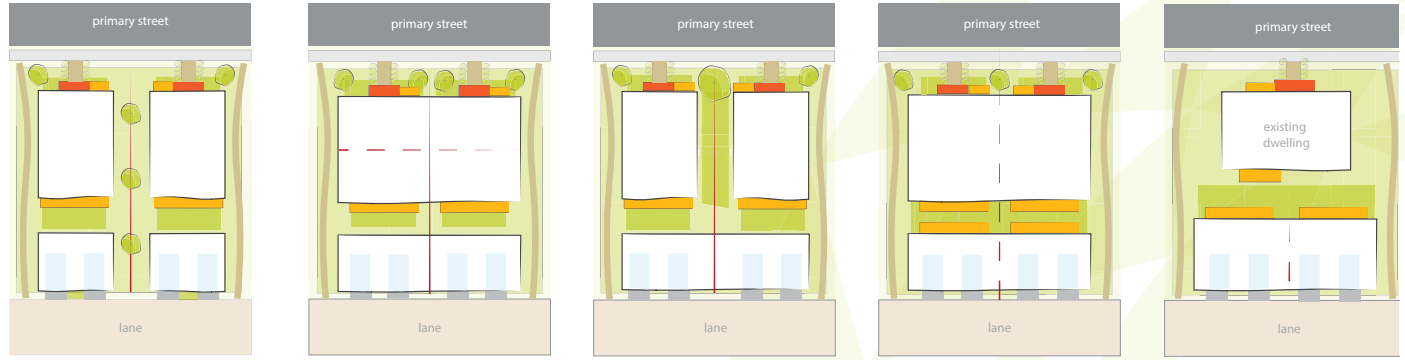 primary street
primary street
primary street
primary street
primary street
existing
dwelling
lane
lane
lane
lane
lane